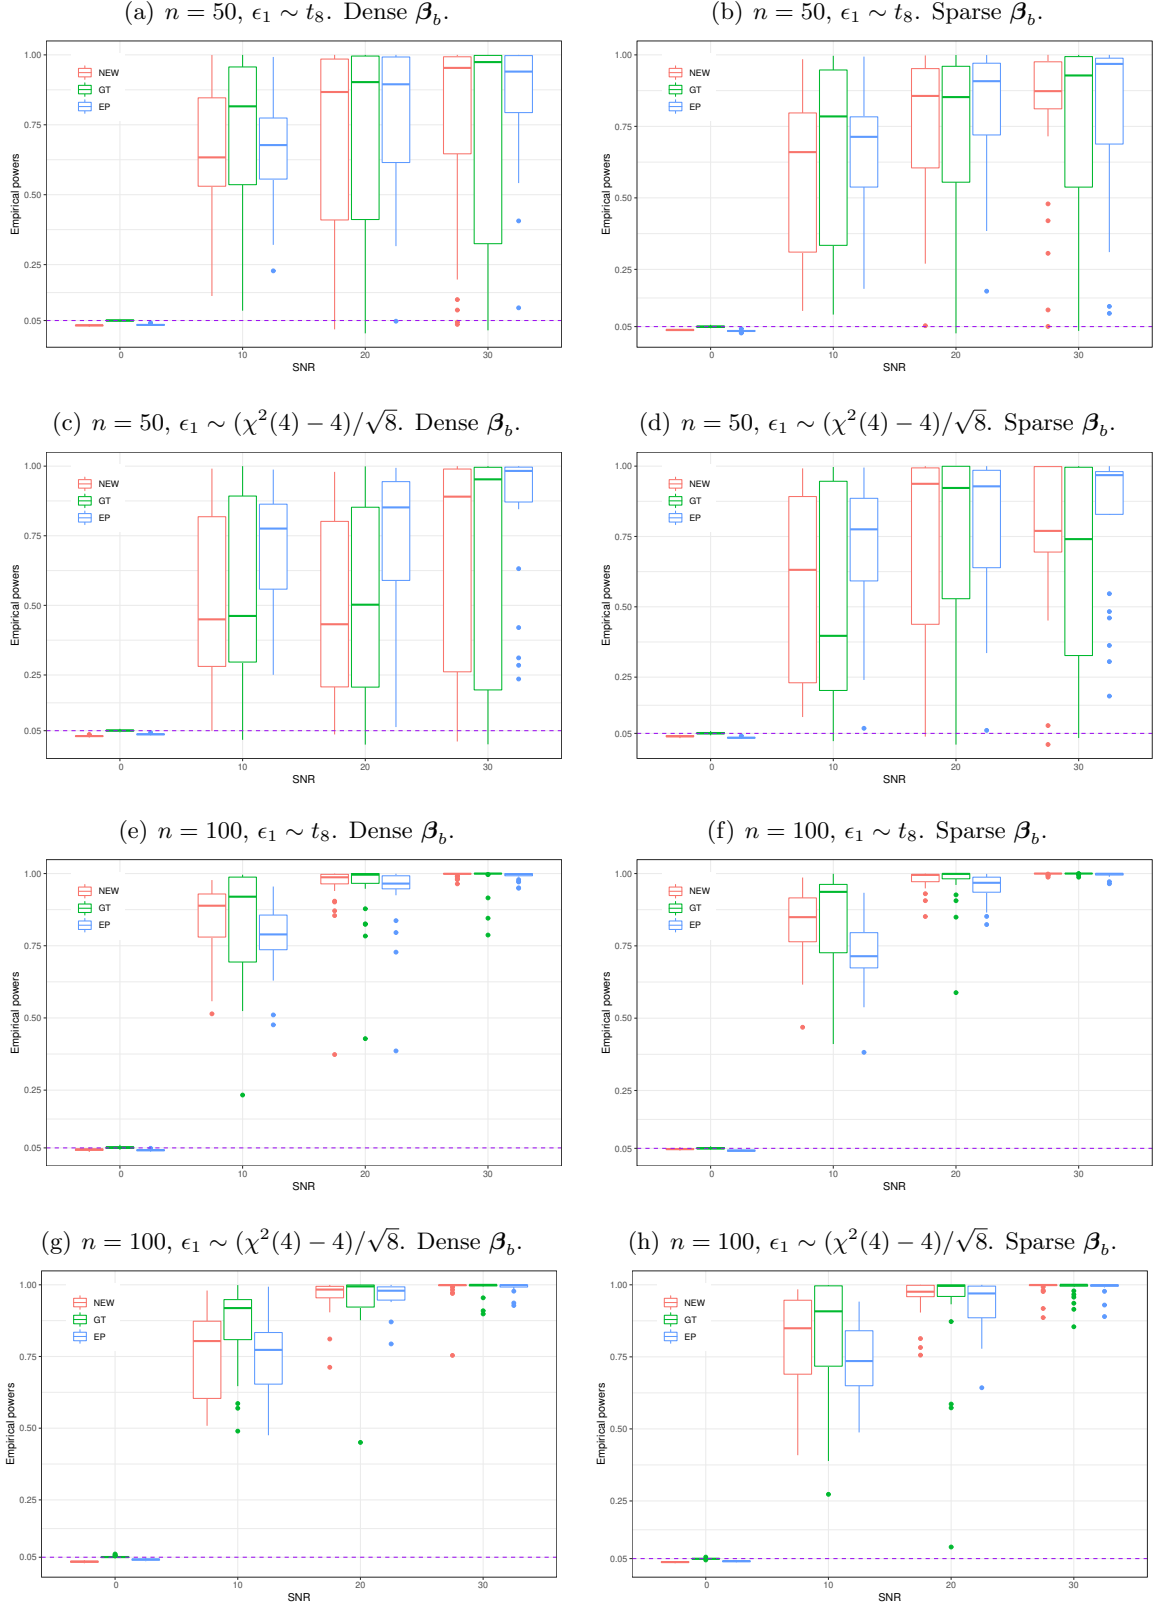 (a) n = 50, ϵ₁ ∼ t₈. Dense β_b.
1.00
0.75
0.50
0.25
0.05
Empirical powers
NEW
GT
EP
0 10 20 30
SNR
(b) n = 50, ϵ₁ ∼ t₈. Sparse β_b.
1.00
0.75
0.50
0.25
0.05
Empirical powers
NEW
GT
EP
0 10 20 30
SNR
(c) n = 50, ϵ₁ ∼ (χ²(4) − 4)/√8. Dense β_b.
1.00
0.75
0.50
0.25
0.05
Empirical powers
NEW
GT
EP
0 10 20 30
SNR
(d) n = 50, ϵ₁ ∼ (χ²(4) − 4)/√8. Sparse β_b.
1.00
0.75
0.50
0.25
0.05
Empirical powers
NEW
GT
EP
0 10 20 30
SNR
(e) n = 100, ϵ₁ ∼ t₈. Dense β_b.
1.00
0.75
0.50
0.25
0.05
Empirical powers
NEW
GT
EP
0 10 20 30
SNR
(f) n = 100, ϵ₁ ∼ t₈. Sparse β_b.
1.00
0.75
0.50
0.25
0.05
Empirical powers
NEW
GT
EP
0 10 20 30
SNR
(g) n = 100, ϵ₁ ∼ (χ²(4) − 4)/√8. Dense β_b.
1.00
0.75
0.50
0.25
0.05
Empirical powers
NEW
GT
EP
0 10 20 30
SNR
(h) n = 100, ϵ₁ ∼ (χ²(4) − 4)/√8. Sparse β_b.
1.00
0.75
0.50
0.25
0.05
Empirical powers
NEW
GT
EP
0 10 20 30
SNR